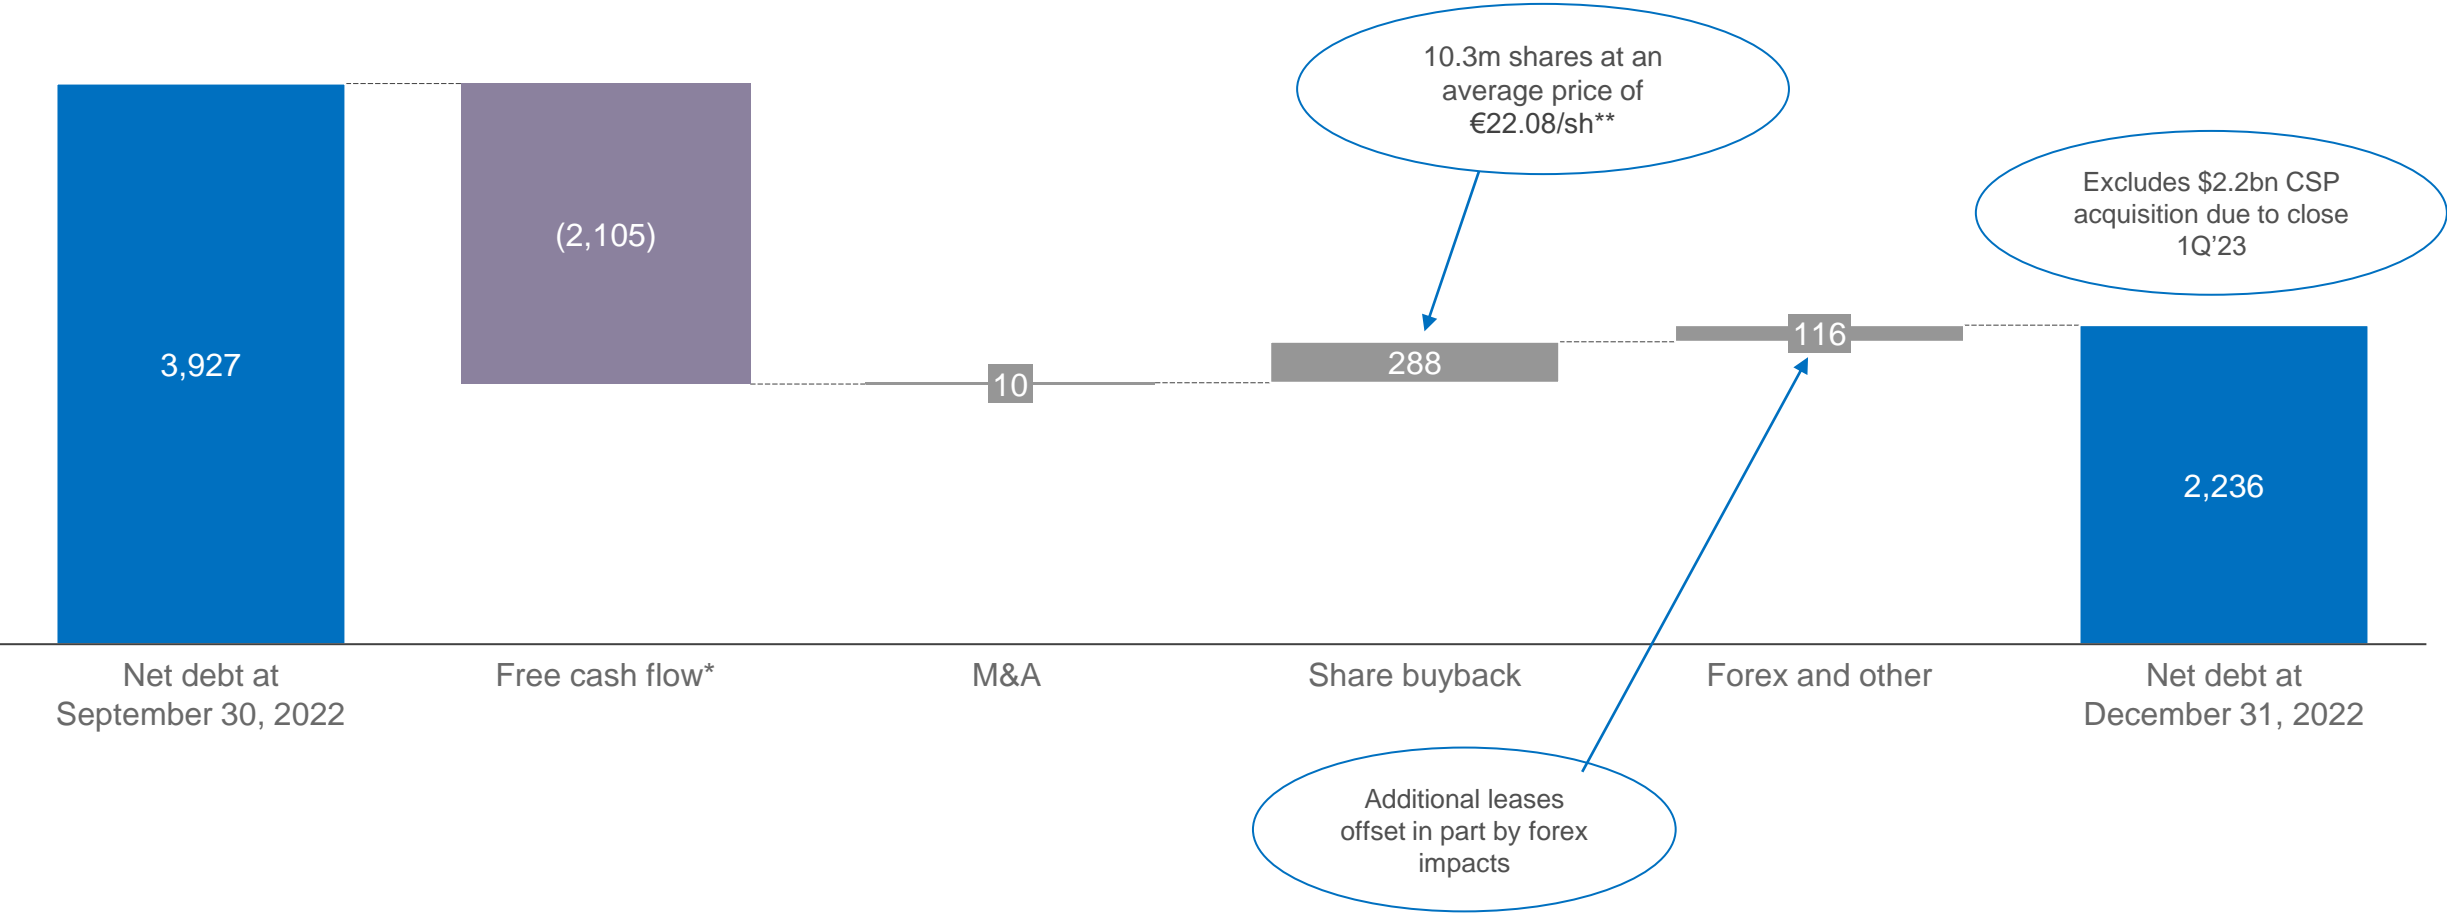 10.3m shares at an
average price of
€22.08/sh**
Excludes $2.2bn CSP
acquisition due to close
1Q’23
3,927
(2,105)
10
288
116
2,236
Net debt at
September 30, 2022
Free cash flow*
M&A
Share buyback
Forex and other
Net debt at
December 31, 2022
Additional leases
offset in part by forex
impacts